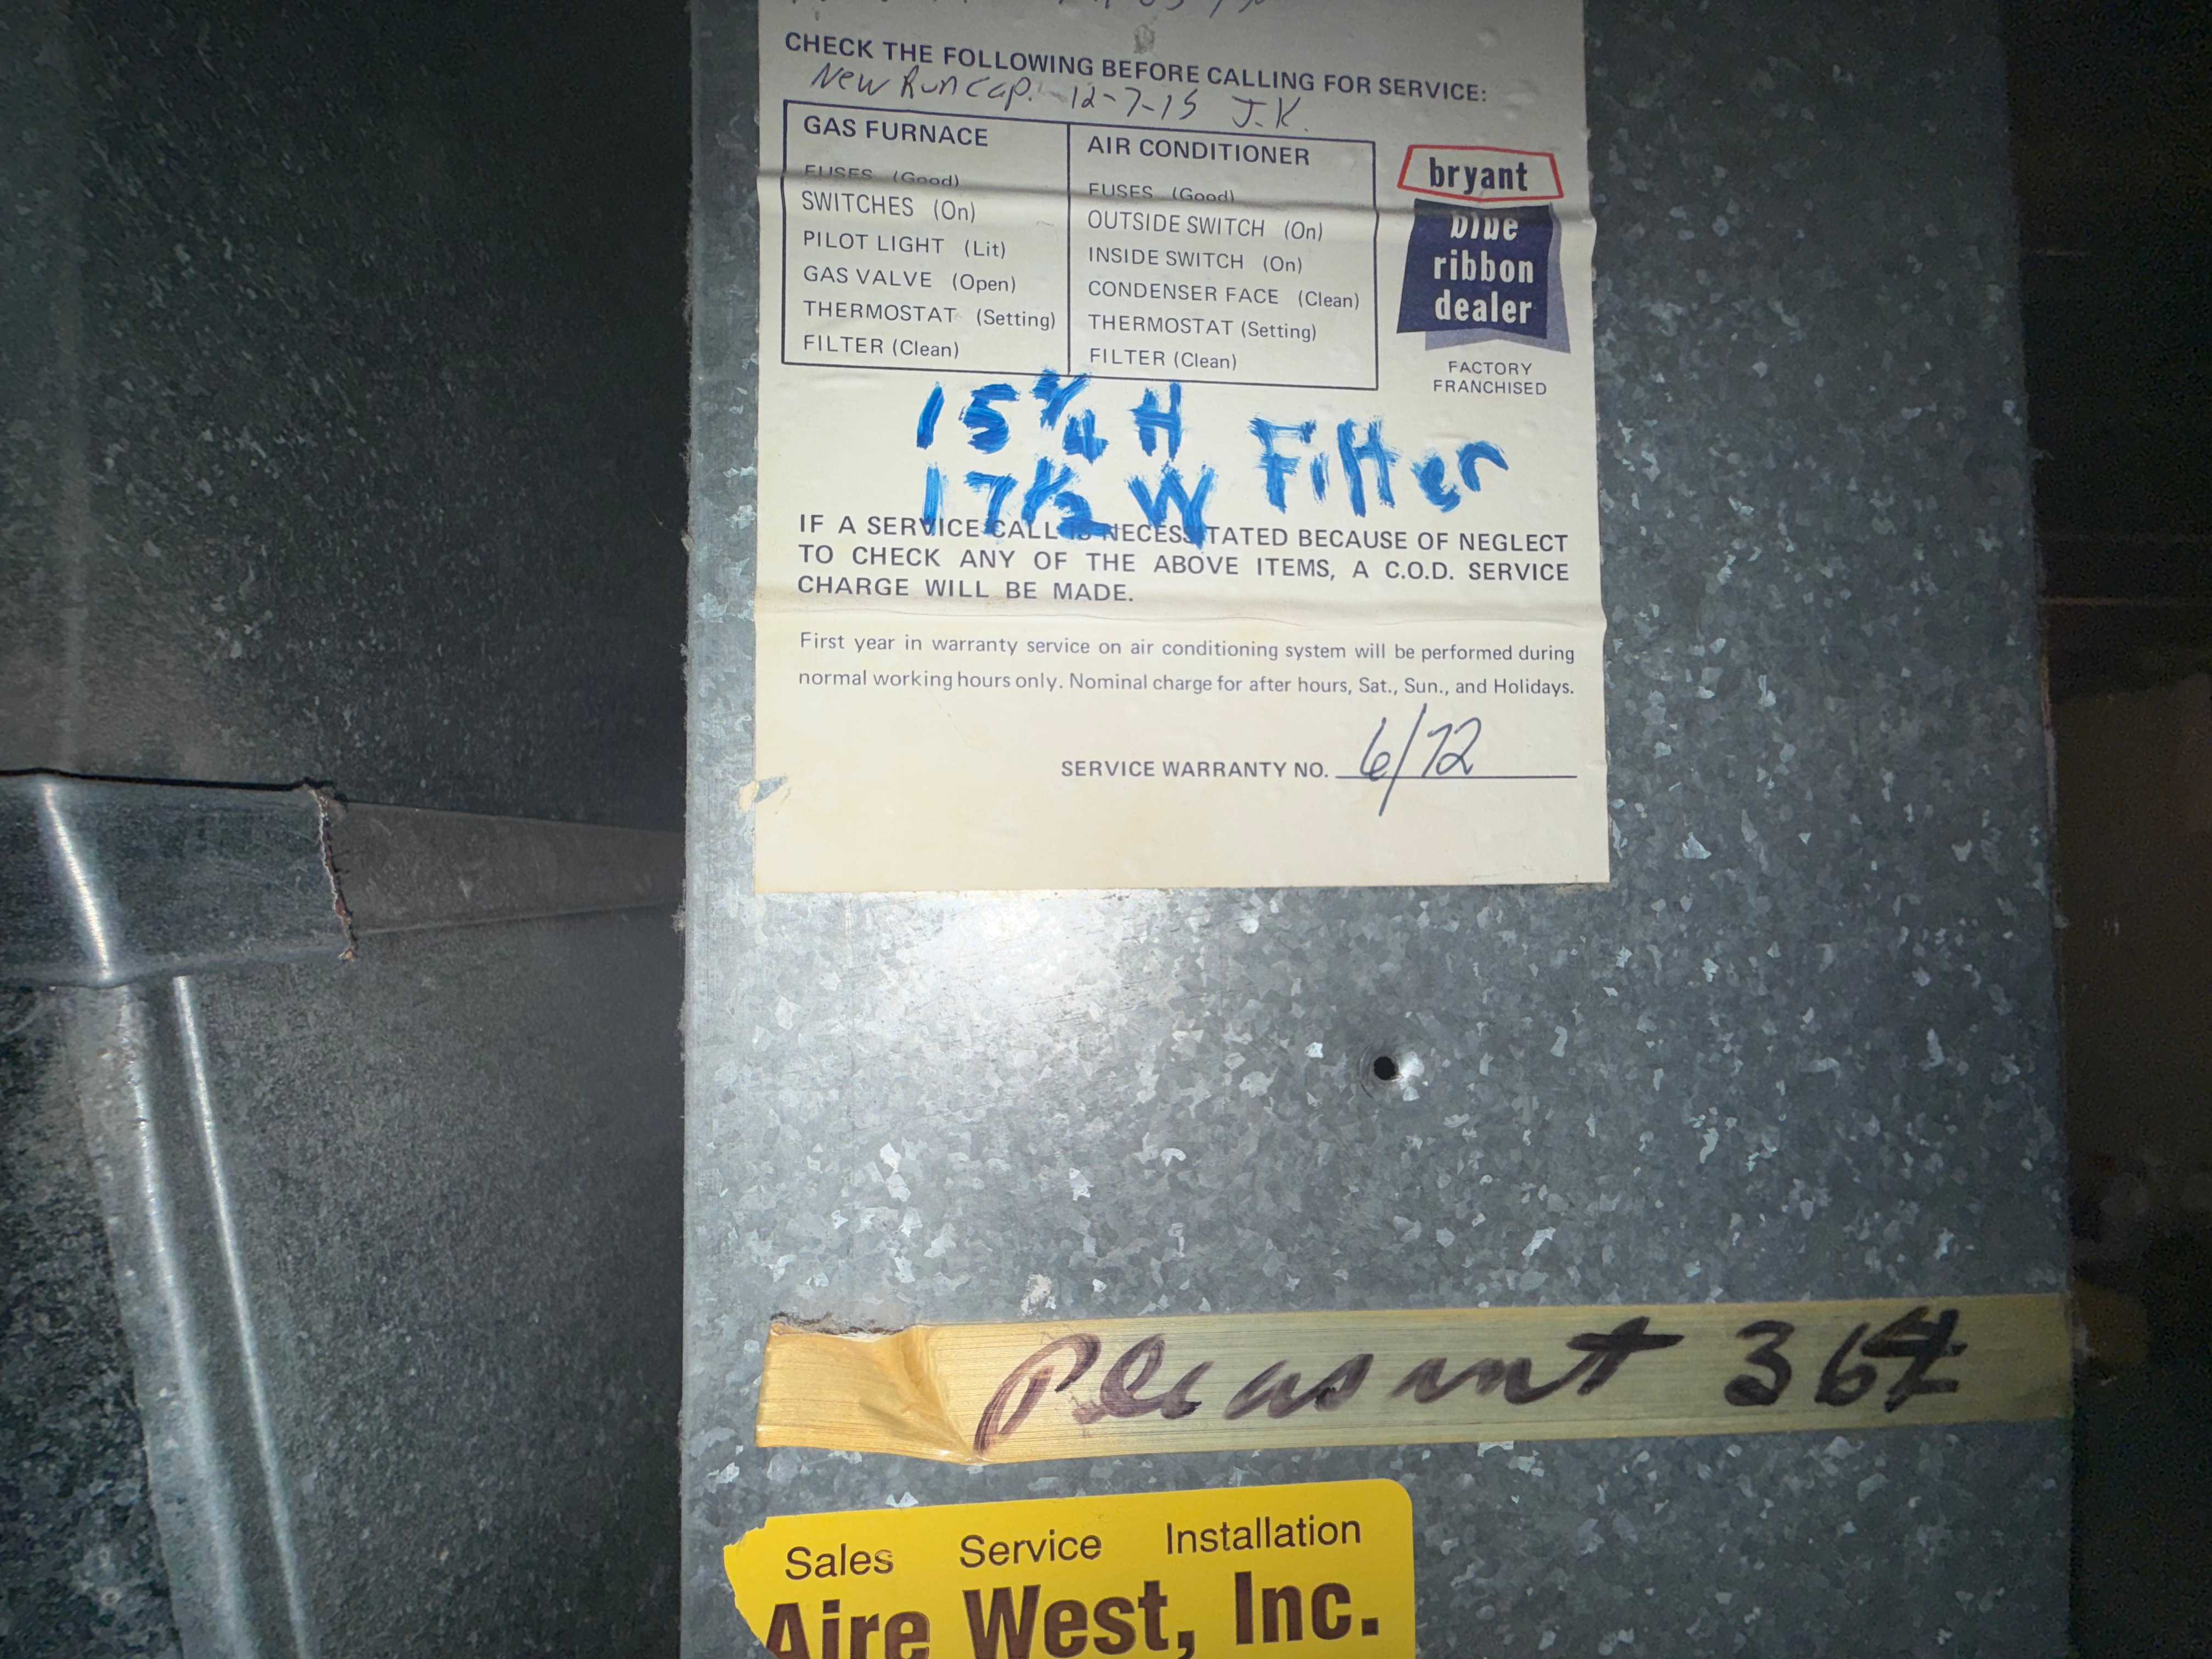 CHECK THE FOLLOWING BEFORE CALLING FOR SERVICE:
New Run Cap. 12-7-15 J.K.
GAS FURNACE
FUSES (Good)
SWITCHES (On)
PILOT LIGHT (Lit)
GAS VALVE (Open)
THERMOSTAT (Setting)
FILTER (Clean)
AIR CONDITIONER
FUSES (Good)
OUTSIDE SWITCH (On)
INSIDE SWITCH (On)
CONDENSER FACE (Clean)
THERMOSTAT (Setting)
FILTER (Clean)
bryant
blue
ribbon
dealer
FACTORY
FRANCHISED
H
17 1/2 W
Filter
IF A SERVICE CALL IS NECESSITATED BECAUSE OF NEGLECT
TO CHECK ANY OF THE ABOVE ITEMS, A C.O.D. SERVICE
CHARGE WILL BE MADE.
First year in warranty service on air conditioning system will be performed during
normal working hours only. Nominal charge for after hours, Sat., Sun., and Holidays.
SERVICE WARRANTY NO. 6/72
Pleasant
Sales Service Installation
Aire West, Inc.